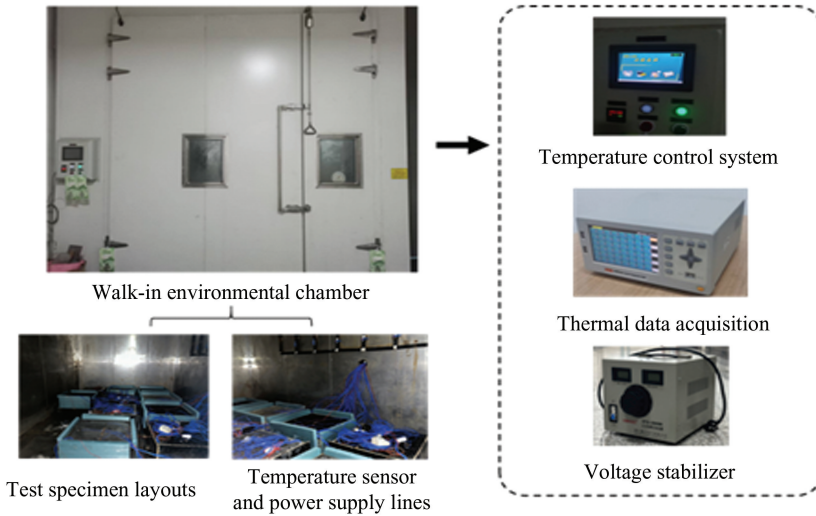 Walk-in environmental chamber
Test specimen layouts
Temperature sensor
and power supply lines
Temperature control system
Thermal data acquisition
Voltage stabilizer